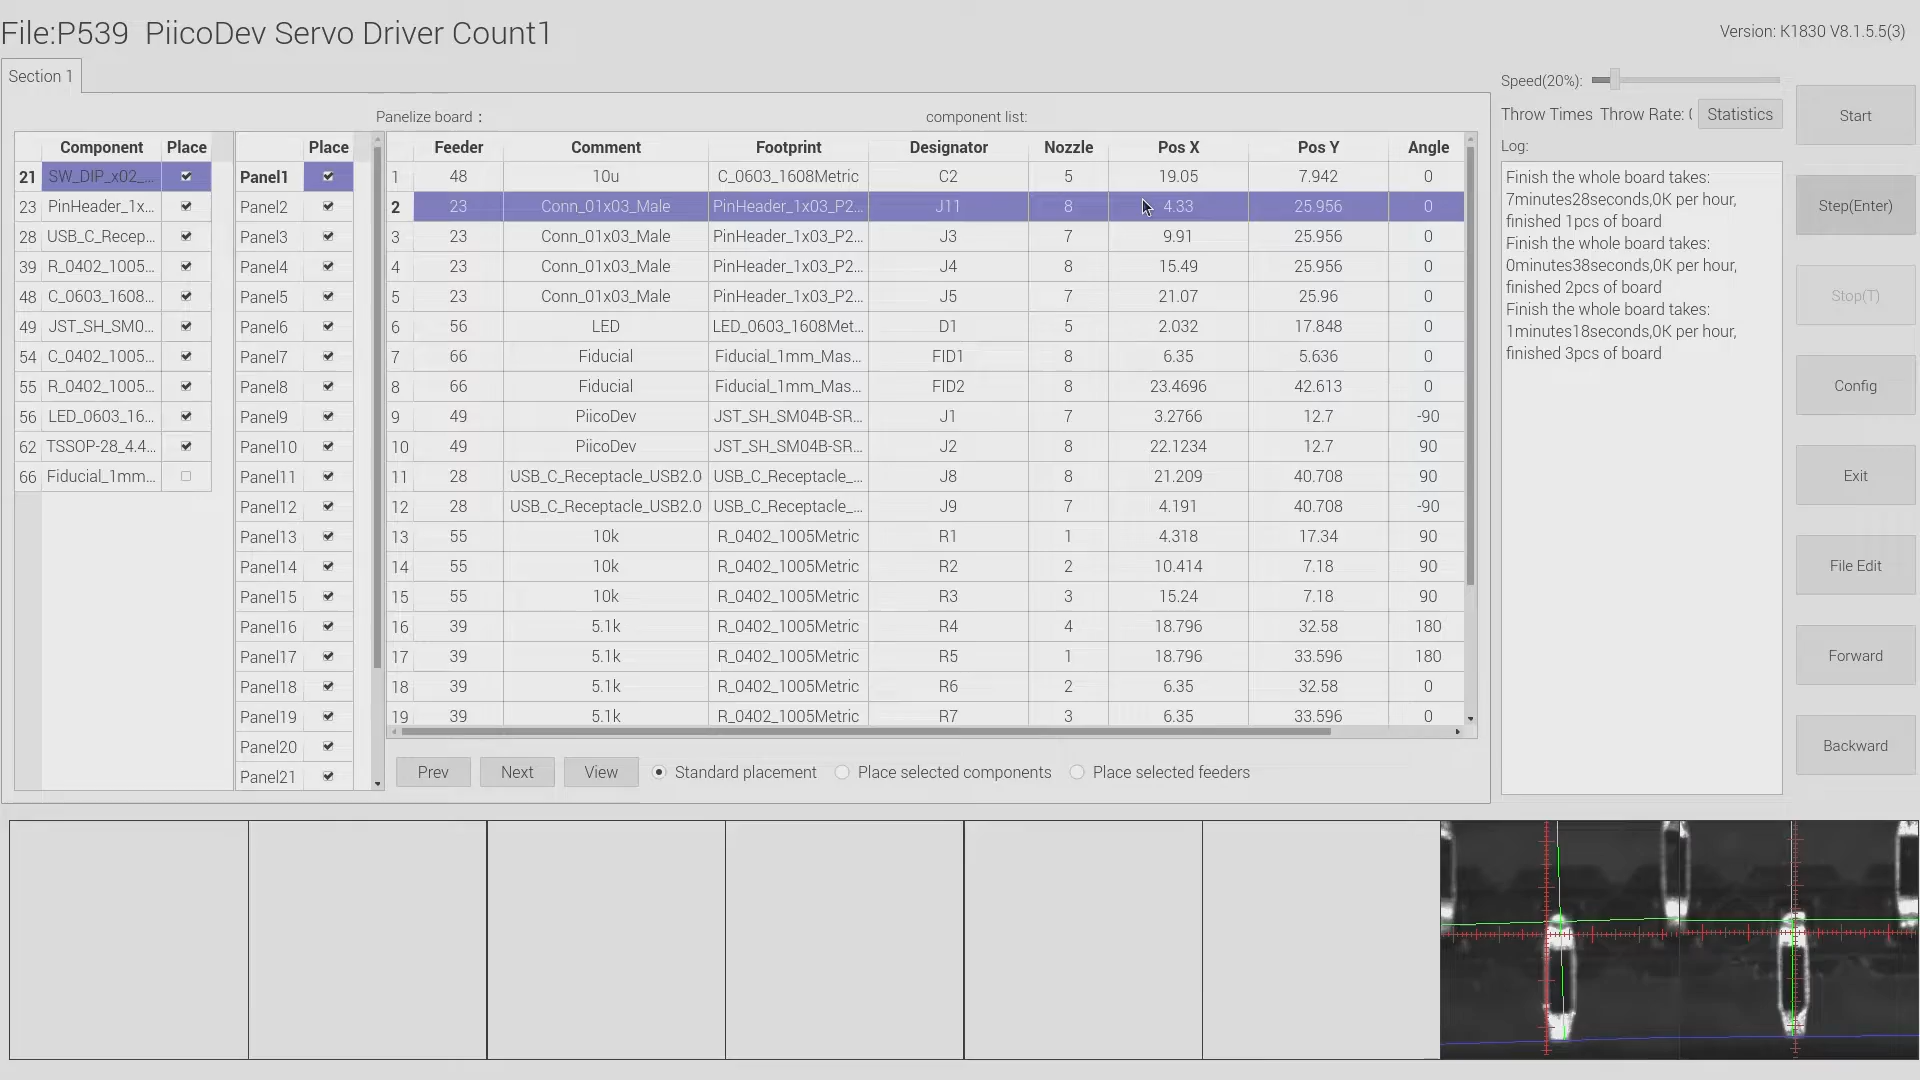 File:P539  PiicoDev Servo Driver Count1
Version: K1830 V8.1.5.5(3)
Section 1
Speed(20%):
Throw Times  Throw Rate: (
Statistics
Start
Panelize board :
component list:
Log:
Component  Place
21  SW_DIP_x02_...
23  PinHeader_1x...
28  USB_C_Recep...
39  R_0402_1005...
48  C_0603_1608...
49  JST_SH_SM0...
54  C_0402_1005...
55  R_0402_1005...
56  LED_0603_16...
62  TSSOP-28_4.4...
66  Fiducial_1mm...
Place
Panel1
Panel2
Panel3
Panel4
Panel5
Panel6
Panel7
Panel8
Panel9
Panel10
Panel11
Panel12
Panel13
Panel14
Panel15
Panel16
Panel17
Panel18
Panel19
Panel20
Panel21
Feeder  Comment  Footprint  Designator  Nozzle  Pos X  Pos Y  Angle
1  48  10u  C_0603_1608Metric  C2  5  19.05  7.942  0
2  23  Conn_01x03_Male  PinHeader_1x03_P2...  J11  8  4.33  25.956  0
3  23  Conn_01x03_Male  PinHeader_1x03_P2...  J3  7  9.91  25.956  0
4  23  Conn_01x03_Male  PinHeader_1x03_P2...  J4  8  15.49  25.956  0
5  23  Conn_01x03_Male  PinHeader_1x03_P2...  J5  7  21.07  25.96  0
6  56  LED  LED_0603_1608Met...  D1  5  2.032  17.848  0
7  66  Fiducial  Fiducial_1mm_Mas...  FID1  8  6.35  5.636  0
8  66  Fiducial  Fiducial_1mm_Mas...  FID2  8  23.4696  42.613  0
9  49  PiicoDev  JST_SH_SM04B-SR...  J1  7  3.2766  12.7  -90
10  49  PiicoDev  JST_SH_SM04B-SR...  J2  8  22.1234  12.7  90
11  28  USB_C_Receptacle_USB2.0  USB_C_Receptacle_...  J8  8  21.209  40.708  90
12  28  USB_C_Receptacle_USB2.0  USB_C_Receptacle_...  J9  7  4.191  40.708  -90
13  55  10k  R_0402_1005Metric  R1  1  4.318  17.34  90
14  55  10k  R_0402_1005Metric  R2  2  10.414  7.18  90
15  55  10k  R_0402_1005Metric  R3  3  15.24  7.18  90
16  39  5.1k  R_0402_1005Metric  R4  4  18.796  32.58  180
17  39  5.1k  R_0402_1005Metric  R5  1  18.796  33.596  180
18  39  5.1k  R_0402_1005Metric  R6  2  6.35  32.58  0
19  39  5.1k  R_0402_1005Metric  R7  3  6.35  33.596  0
Prev
Next
View
Standard placement
Place selected components
Place selected feeders
Finish the whole board takes:
7minutes28seconds,0K per hour,
finished 1pcs of board
Finish the whole board takes:
0minutes38seconds,0K per hour,
finished 2pcs of board
Finish the whole board takes:
1minutes18seconds,0K per hour,
finished 3pcs of board
Step(Enter)
Stop(T)
Config
Exit
File Edit
Forward
Backward